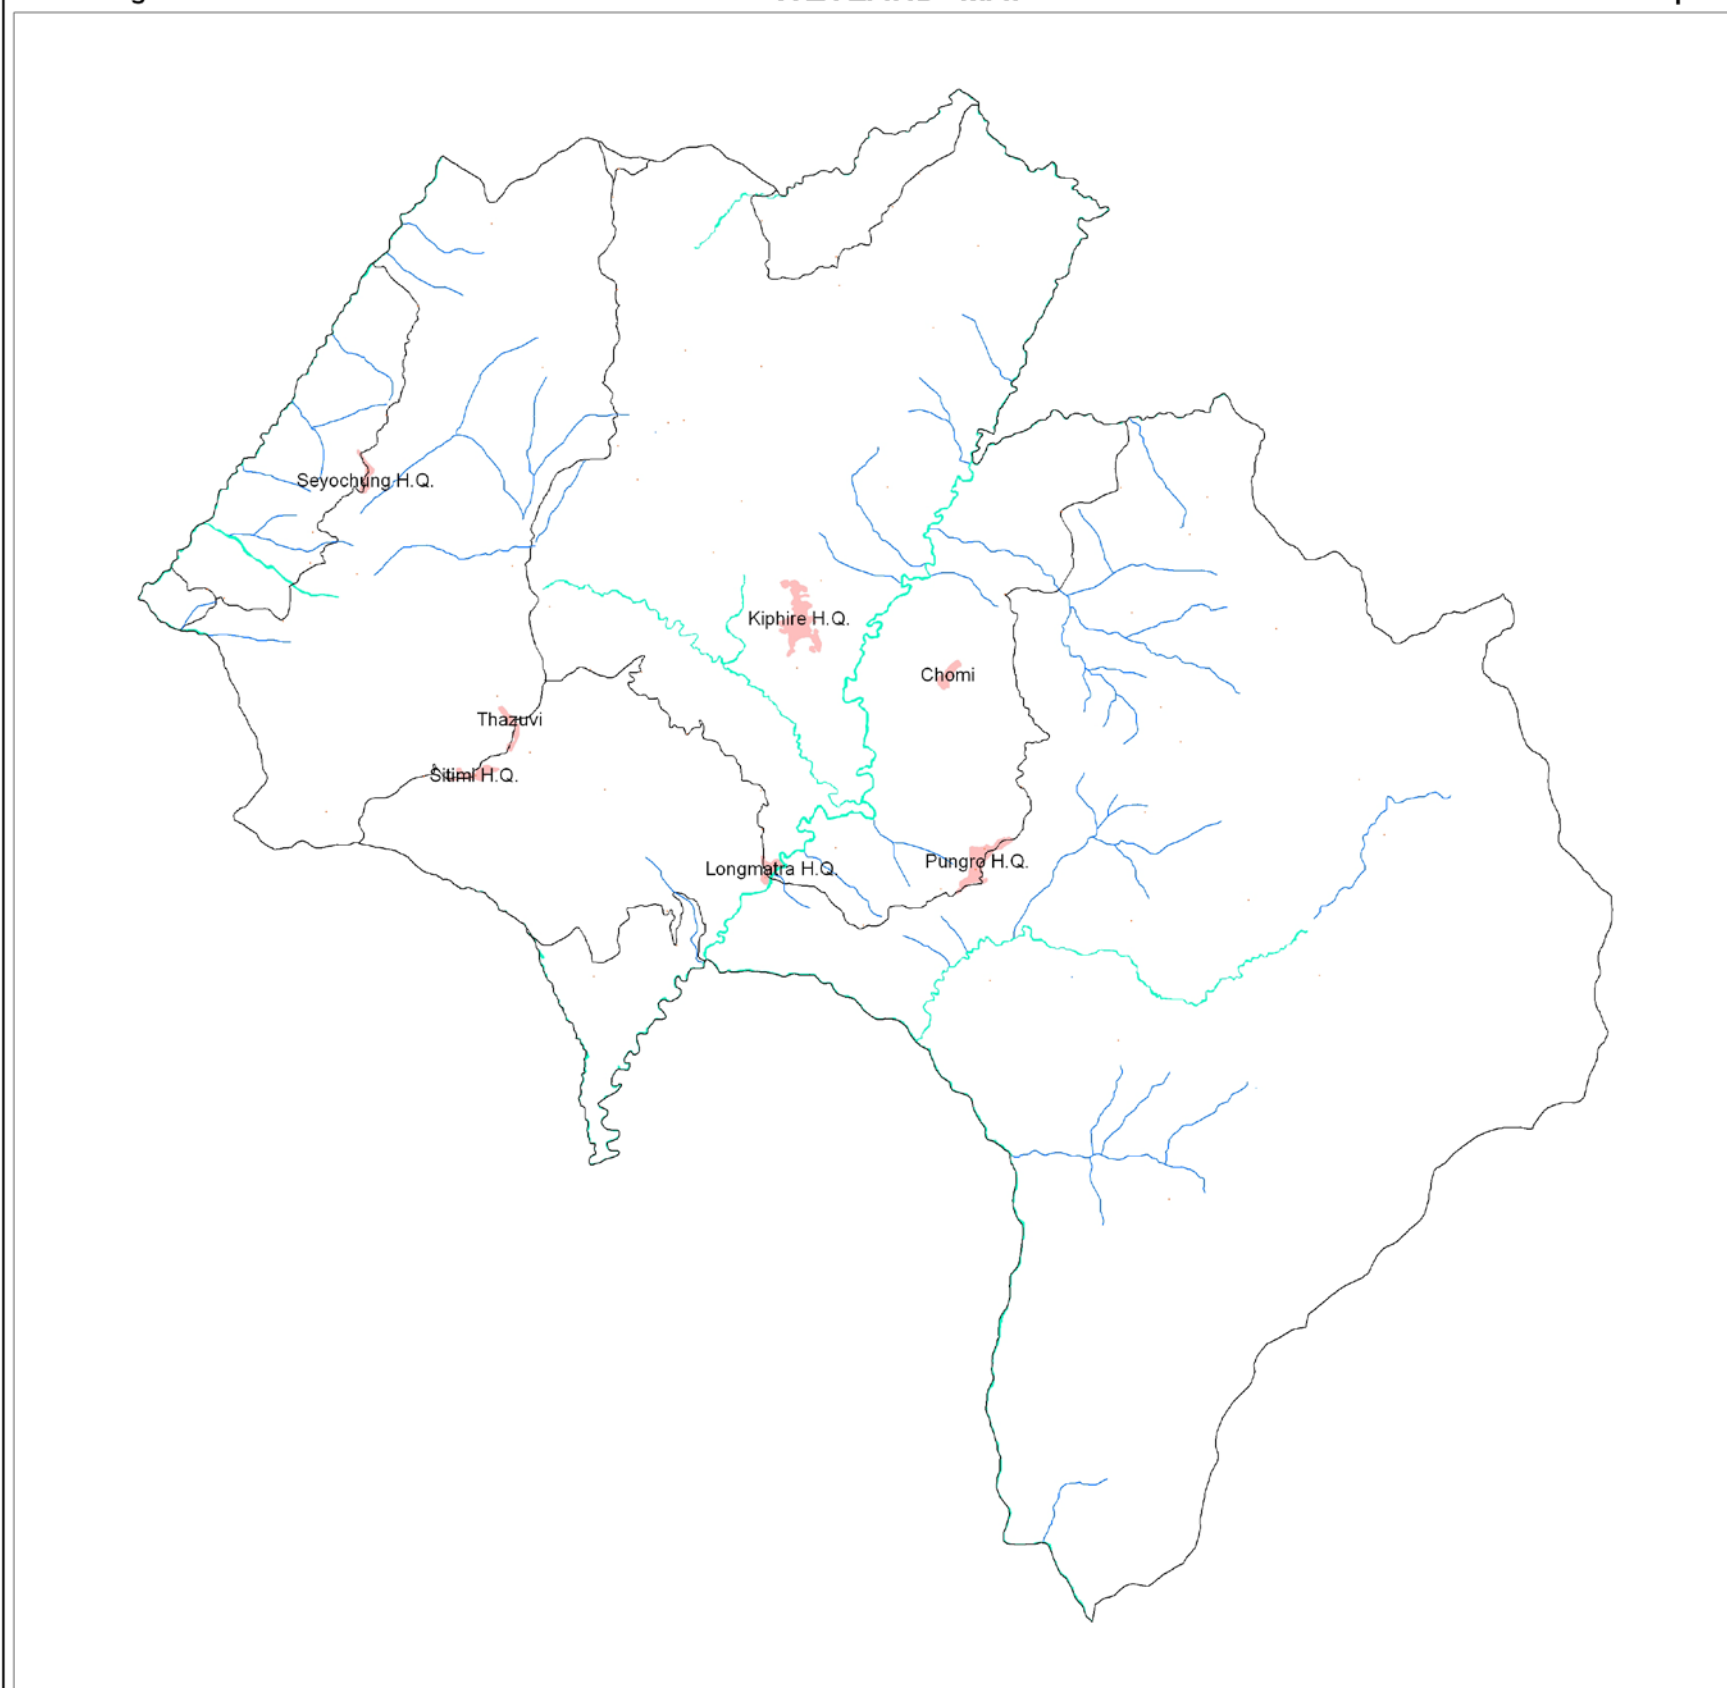 Seyochung H.Q.
Kiphire H.Q.
Chomi
Thazuvi
Sitimi H.Q.
Longmatra H.Q.
Pungro H.Q.